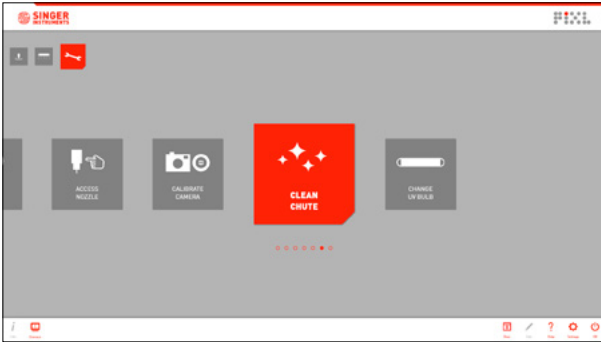 SINGER
INSTRUMENTS
PIXL
ACCESS
NOZZLE
CALIBRATE
CAMERA
CLEAN
CHUTE
CHANGE
UV BULB
?